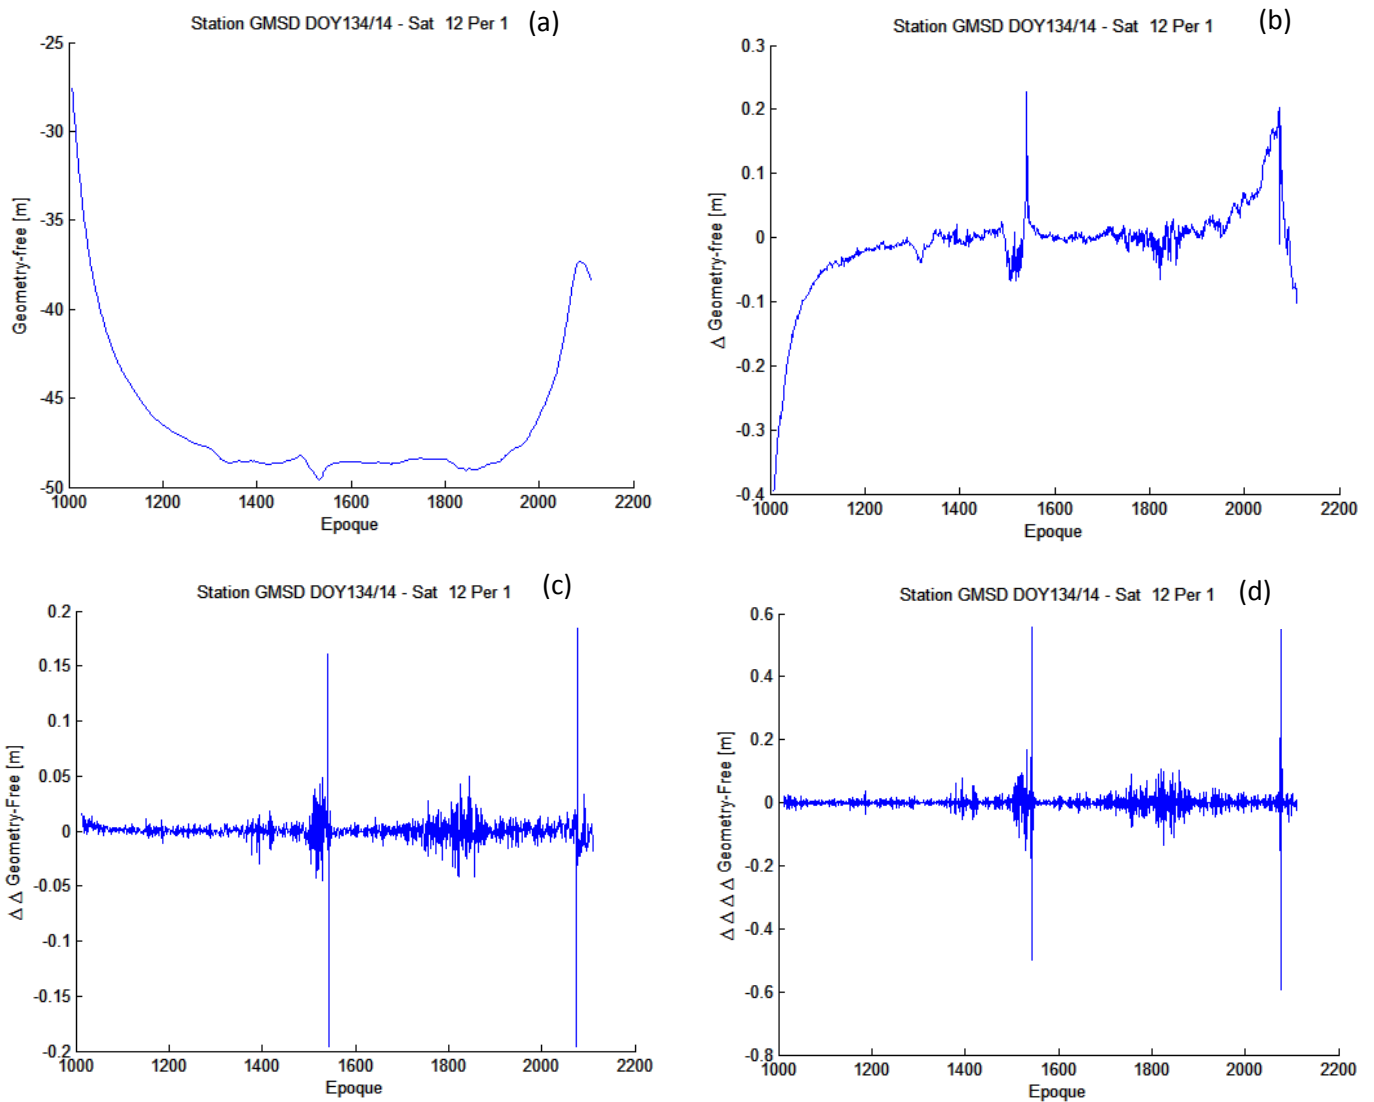 Station GMSD DOY134/14 - Sat 12 Per 1 (a)
-25
-30
-35
-40
-45
-50
Geometry-free [m]
1000 1200 1400 1600 1800 2000 2200
Epoque
Station GMSD DOY134/14 - Sat 12 Per 1 (b)
0.3
0.2
0.1
0
-0.1
-0.2
-0.3
-0.4
Δ Geometry-free [m]
1000 1200 1400 1600 1800 2000 2200
Epoque
Station GMSD DOY134/14 - Sat 12 Per 1 (c)
0.2
0.15
0.1
0.05
0
-0.05
-0.1
-0.15
-0.2
Δ Δ Geometry-Free [m]
1000 1200 1400 1600 1800 2000 2200
Epoque
Station GMSD DOY134/14 - Sat 12 Per 1 (d)
0.6
0.4
0.2
0
-0.2
-0.4
-0.6
-0.8
Δ Δ Δ Δ Geometry-Free [m]
1000 1200 1400 1600 1800 2000 2200
Epoque